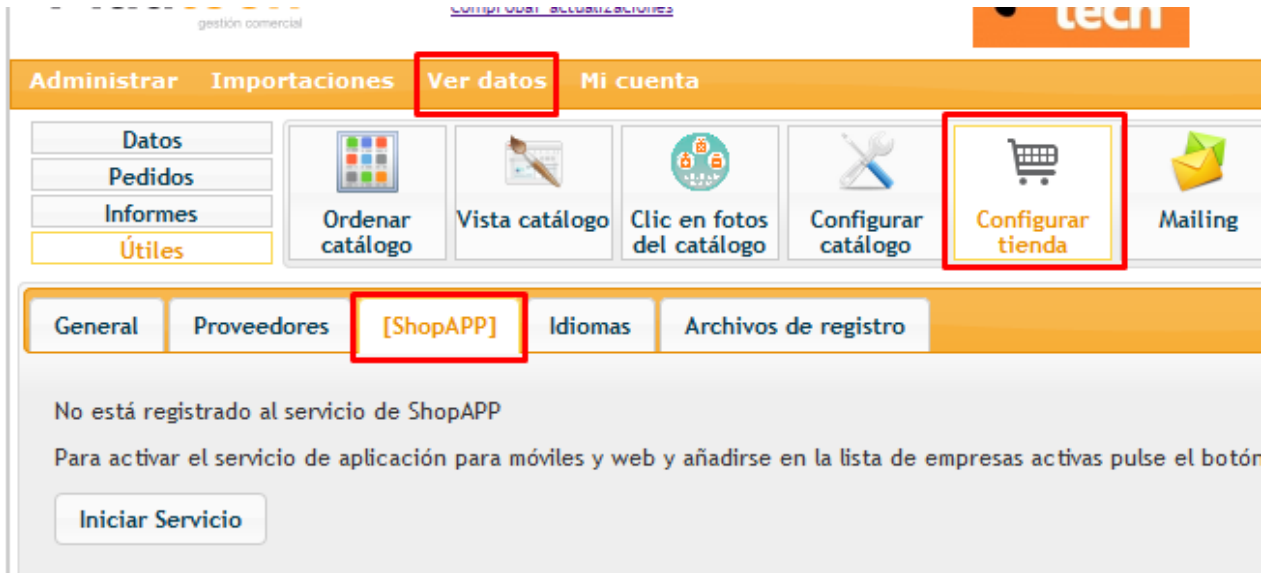 gestión comercial
Comprobar actualizaciones
tech
Administrar Importaciones Ver datos Mi cuenta
Datos
Pedidos
Informes
Útiles
Ordenar
catálogo
Vista catálogo
Clic en fotos
del catálogo
Configurar
catálogo
Configurar
tienda
Mailing
General Proveedores [ShopAPP] Idiomas Archivos de registro
No está registrado al servicio de ShopAPP
Para activar el servicio de aplicación para móviles y web y añadirse en la lista de empresas activas pulse el botón
Iniciar Servicio